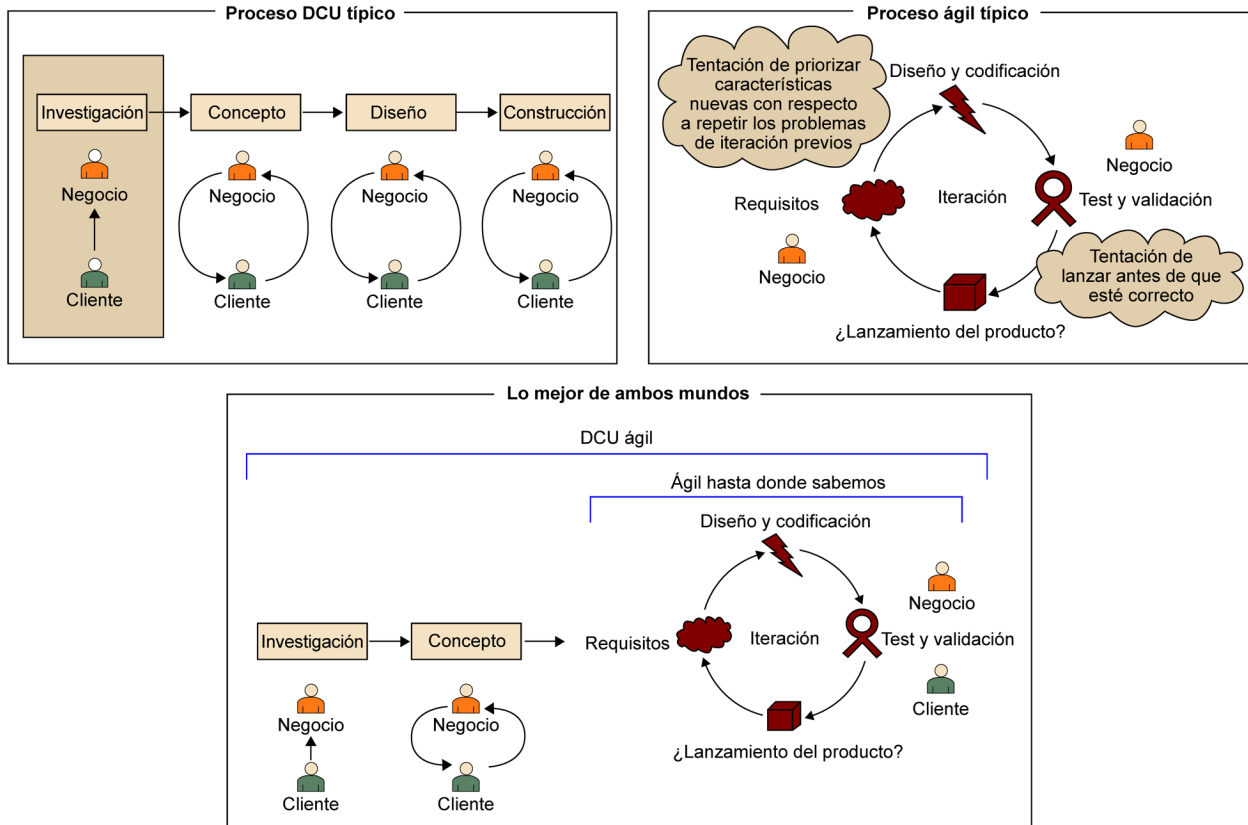 Proceso DCU típico
Investigación
Concepto
Diseño
Construcción
Negocio
Negocio
Negocio
Negocio
Cliente
Cliente
Cliente
Cliente
Proceso ágil típico
Tentación de priorizar
características
nuevas con respecto
a repetir los problemas
de iteración previos
Diseño y codificación
Negocio
Requisitos
Iteración
Test y validación
Negocio
Tentación de
lanzar antes de que
esté correcto
¿Lanzamiento del producto?
Lo mejor de ambos mundos
DCU ágil
Ágil hasta donde sabemos
Diseño y codificación
Negocio
Investigación
Concepto
Requisitos
Iteración
Test y validación
Negocio
Negocio
Cliente
¿Lanzamiento del producto?
Cliente
Cliente